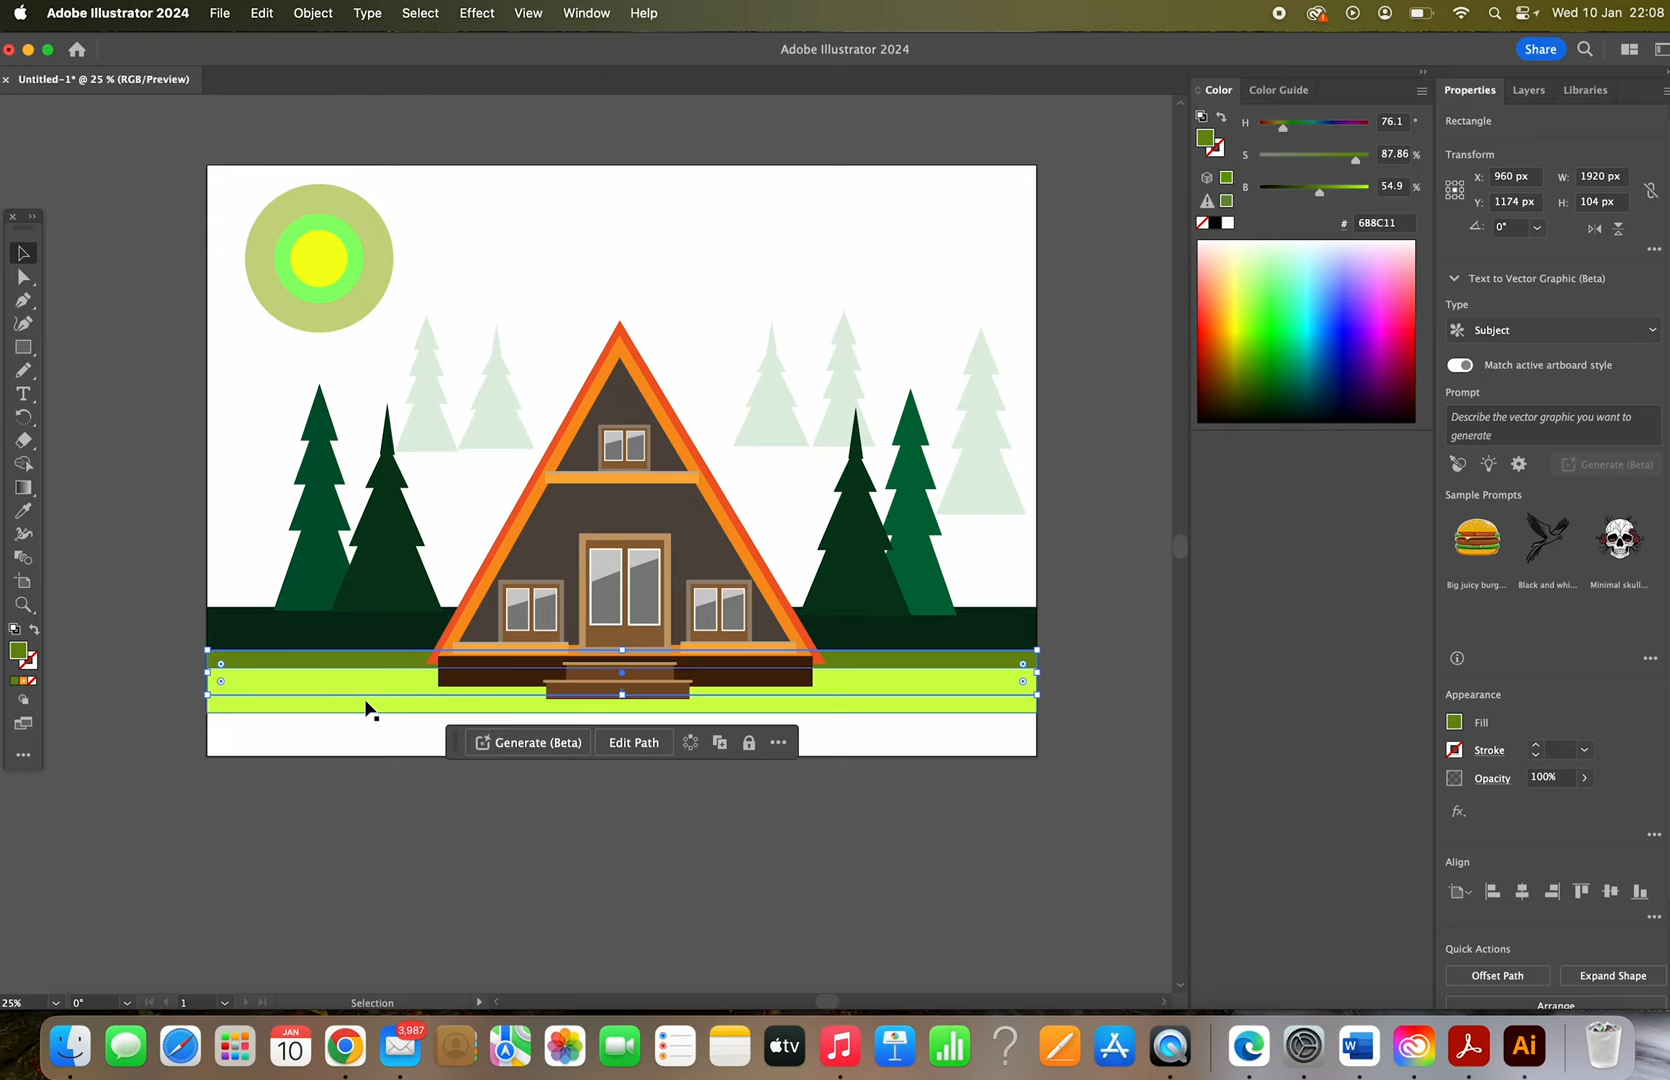 Adobe Illustrator 2024 File Edit Object Type Select Effect View Window Help Wed 10 Jan 22:08
Adobe Illustrator 2024 Share
Untitled-1* @ 25 % (RGB/Preview)
Color Color Guide
H 76.1 °
S 87.86 %
B 54.9 %
# 6B8C11
Properties Layers Libraries
Rectangle
Transform
X: 960 px W: 1920 px
Y: 1174 px H: 104 px
0°
Text to Vector Graphic (Beta)
Type
Subject
Match active artboard style
Prompt
Describe the vector graphic you want to
generate
Generate (Beta)
Sample Prompts
Big juicy burg... Black and whi... Minimal skull...
Appearance
Fill
Stroke
Opacity 100%
fx.
Align
Quick Actions
Offset Path Expand Shape
Arrange
Generate (Beta) Edit Path
25% 0° 1 Selection
JAN
10
3,987
tv
W
Ai